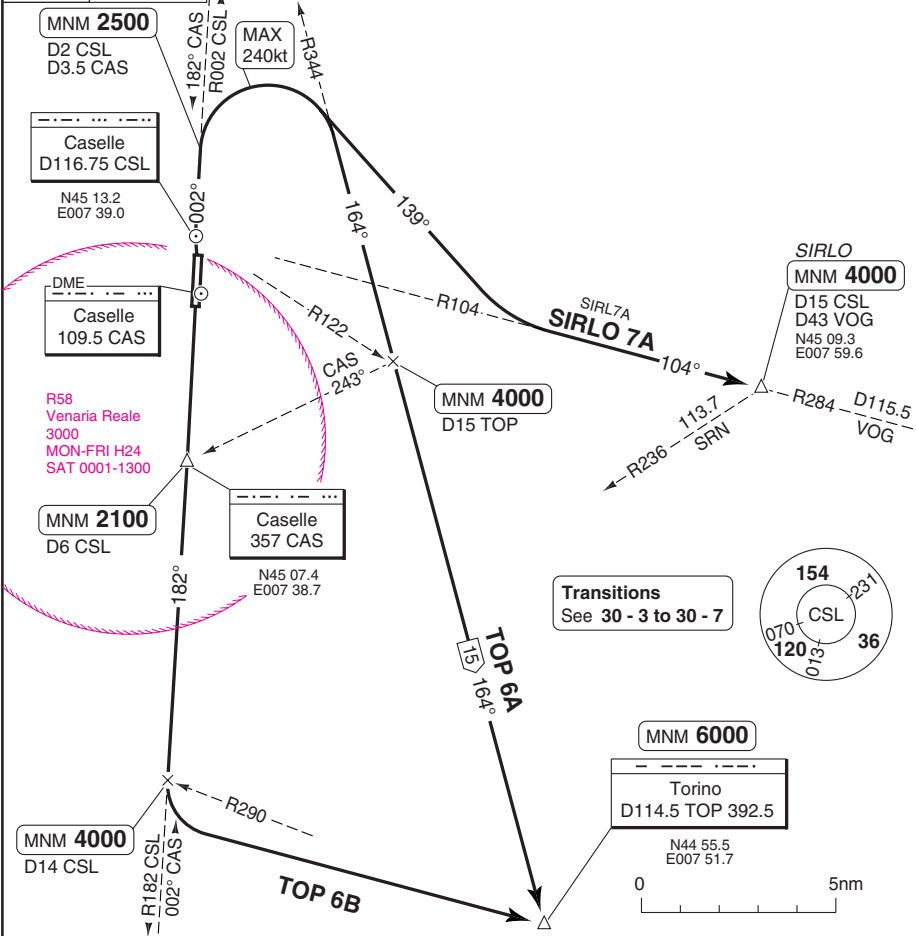 MNM 2500
D2 CSL
D3.5 CAS
182° CAS
R002 CSL
MAX
240kt
R344
Caselle
D116.75 CSL
N45 13.2
E007 39.0
002°
164°
139°
DME
Caselle
109.5 CAS
R122
R104
SIRL7A
SIRLO 7A
104°
SIRLO
MNM 4000
D15 CSL
D43 VOG
N45 09.3
E007 59.6
CAS
243°
MNM 4000
D15 TOP
R284
D115.5
VOG
113.7
SRN
R236
R58
Venaria Reale
3000
MON-FRI H24
SAT 0001-1300
MNM 2100
D6 CSL
Caselle
357 CAS
N45 07.4
E007 38.7
182°
Transitions
See 30 - 3 to 30 - 7
154
231
CSL
070
120
013
36
TOP 6A
15
164°
MNM 6000
Torino
D114.5 TOP 392.5
N44 55.5
E007 51.7
R290
MNM 4000
D14 CSL
R182 CSL
002° CAS
TOP 6B
0 5nm